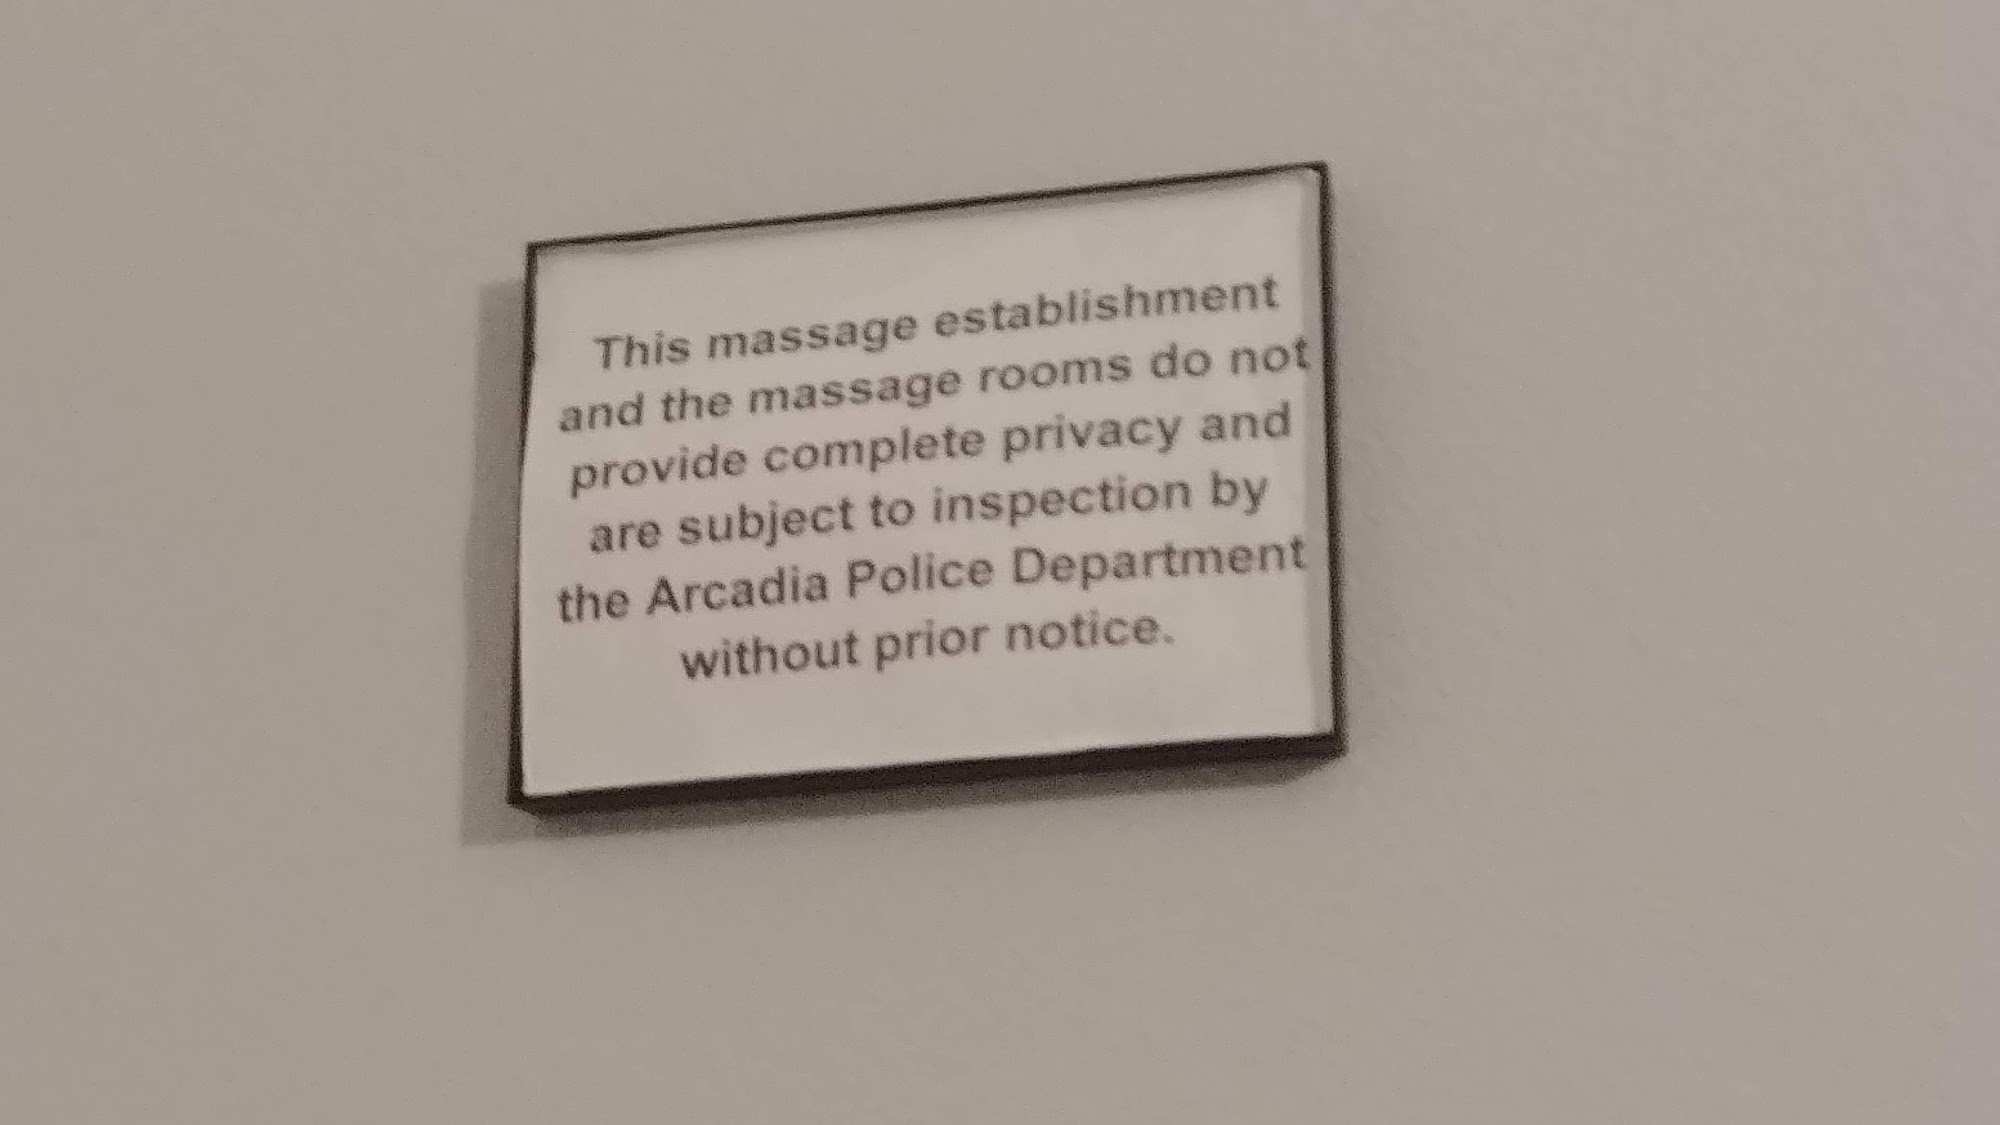 This massage establishment
and the massage rooms do not
provide complete privacy and
are subject to inspection by
the Arcadia Police Department
without prior notice.